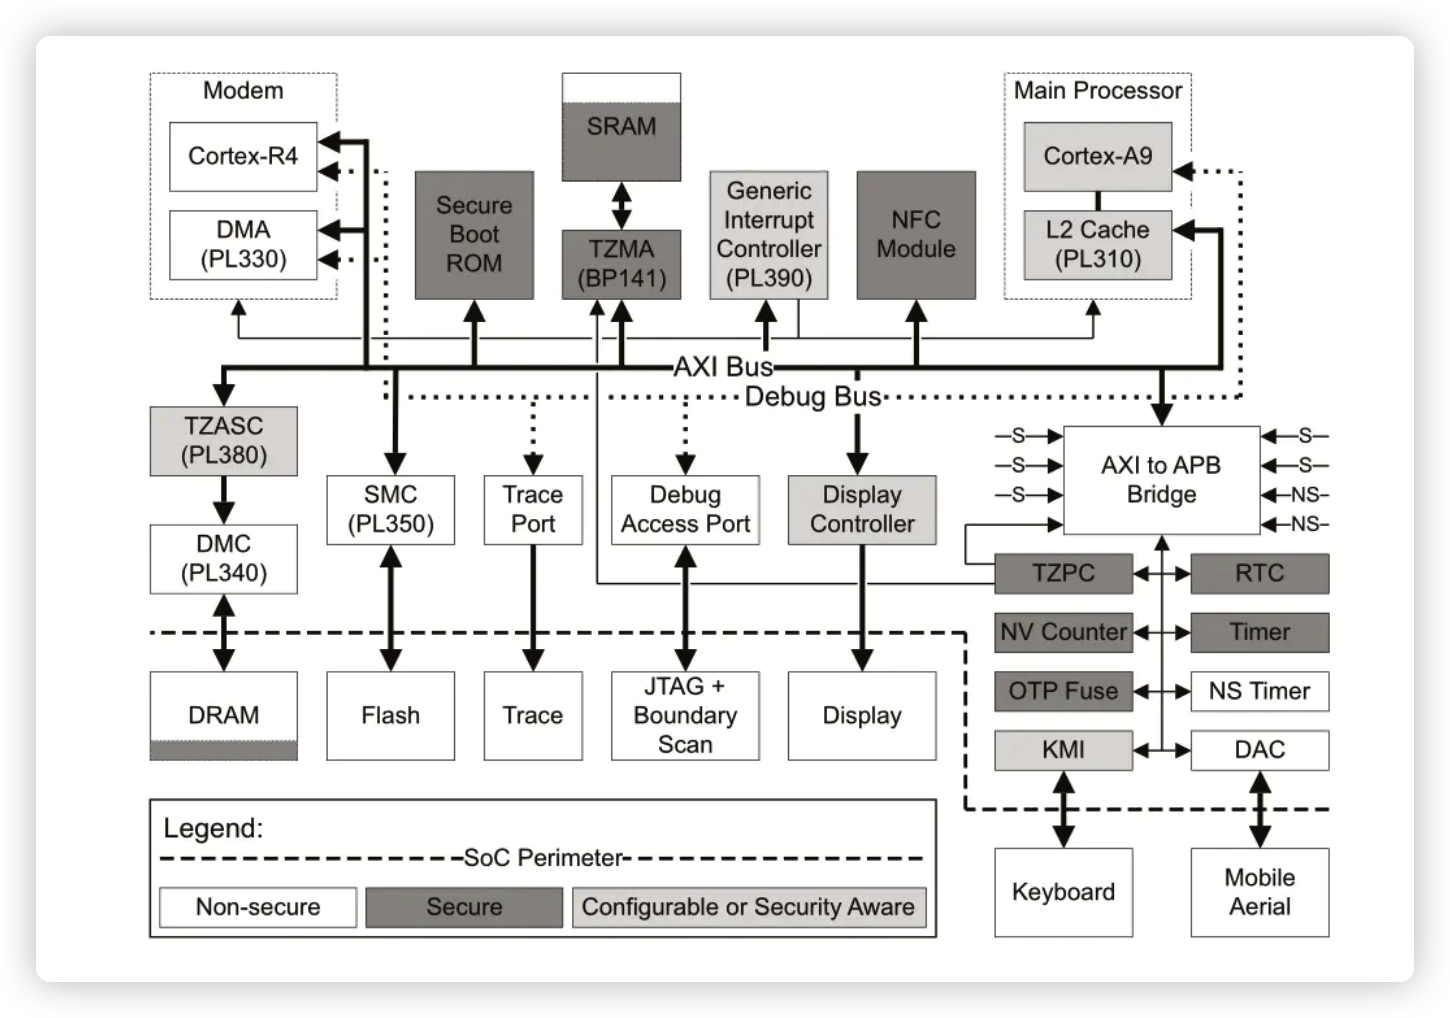 Modem
Cortex-R4
DMA
(PL330)
Secure
Boot
ROM
SRAM
TZMA
(BP141)
Generic
Interrupt
Controller
(PL390)
NFC
Module
Main Processor
Cortex-A9
L2 Cache
(PL310)
AXI Bus
Debug Bus
TZASC
(PL380)
DMC
(PL340)
SMC
(PL350)
Trace
Port
Debug
Access Port
Display
Controller
S
S
S
AXI to APB
Bridge
S
S
NS
NS
TZPC
RTC
NV Counter
Timer
OTP Fuse
NS Timer
KMI
DAC
DRAM
Flash
Trace
JTAG +
Boundary
Scan
Display
Keyboard
Mobile
Aerial
Legend:
SoC Perimeter
Non-secure
Secure
Configurable or Security Aware